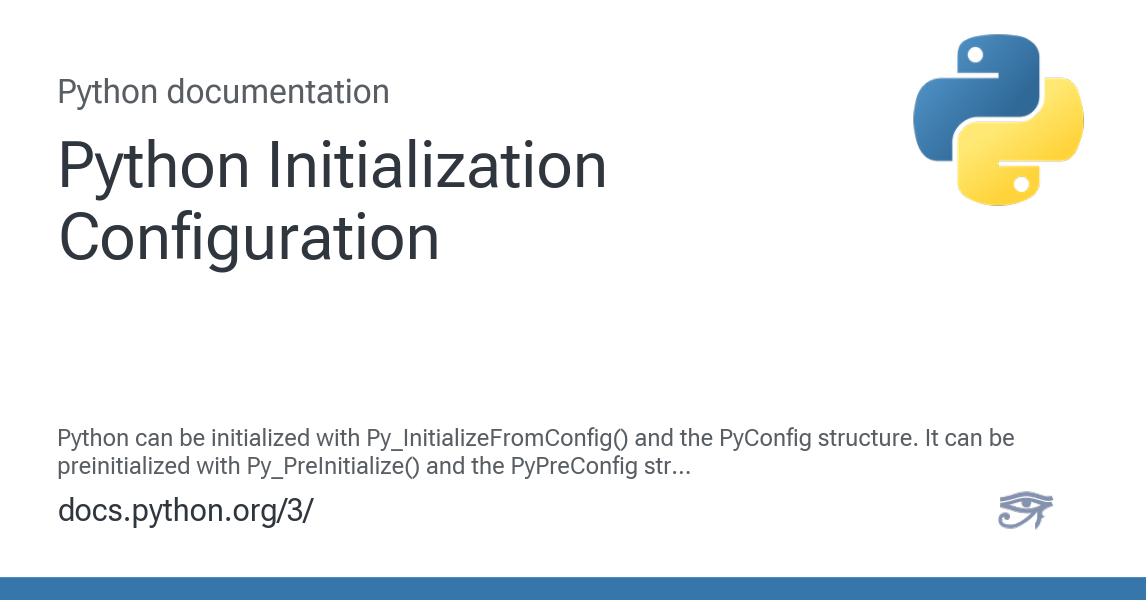 Python documentation
Python Initialization
Configuration
Python can be initialized with Py_InitializeFromConfig() and the PyConfig structure. It can be
preinitialized with Py_PreInitialize() and the PyPreConfig str...
docs.python.org/3/